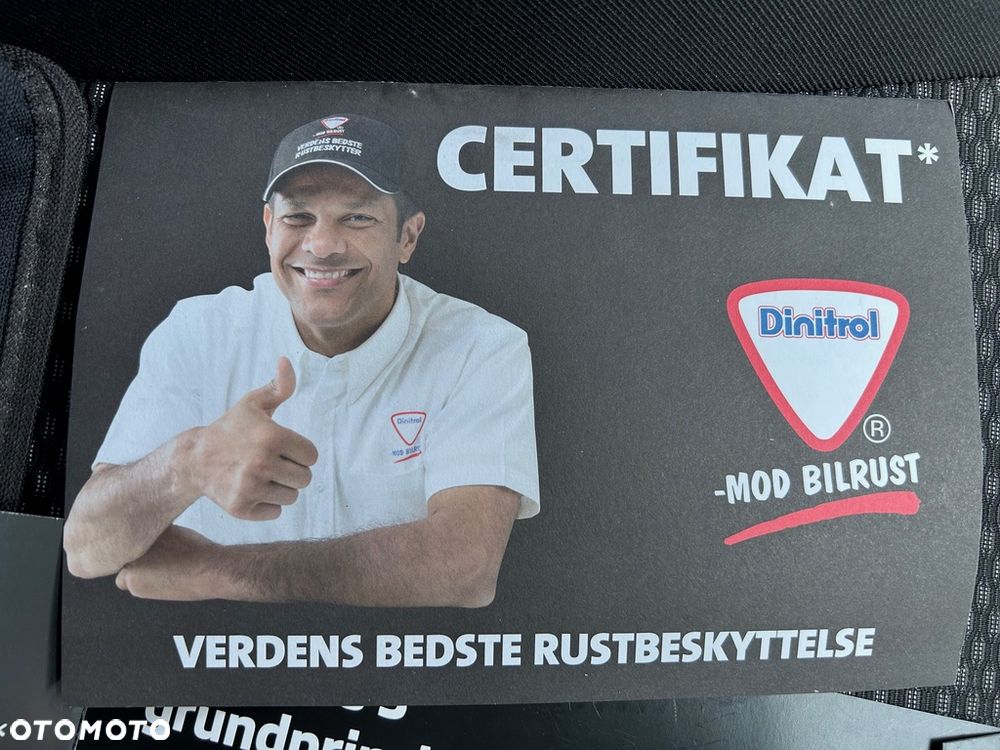 CERTIFIKAT*
VERDENS BEDSTE
RUSTBESKYTTER
Dinitrol
®
-MOD BILRUST
Dinitrol
MOD BILRUST
VERDENS BEDSTE RUSTBESKYTTELSE
OTOMOTO